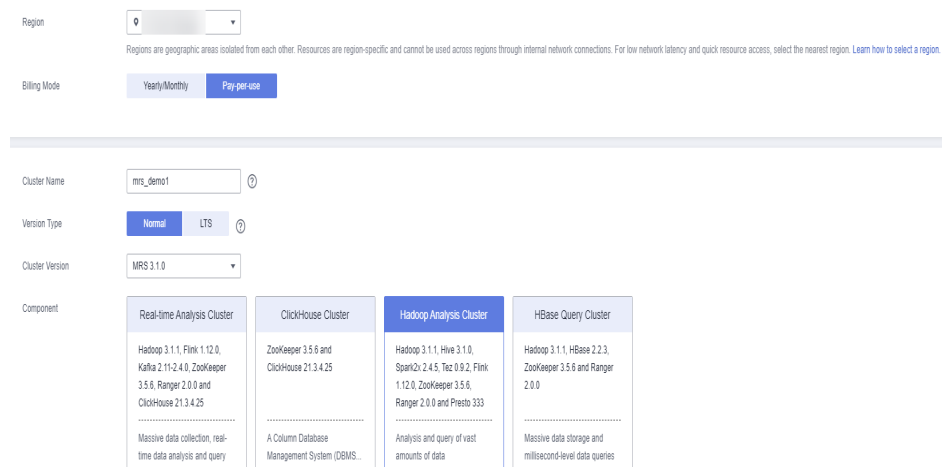 Region
Regions are geographic areas isolated from each other. Resources are region-specific and cannot be used across regions through internal network connections. For low network latency and quick resource access, select the nearest region. Learn how to select a region.
Billing Mode
Yearly/Monthly
Pay-per-use
Cluster Name
mrs_demo1
Version Type
Normal
LTS
Cluster Version
MRS 3.1.0
Component
Real-time Analysis Cluster
Hadoop 3.1.1, Flink 1.12.0,
Kafka 2.11-2.4.0, ZooKeeper
3.5.6, Ranger 2.0.0 and
ClickHouse 21.3.4.25
Massive data collection, real-
time data analysis and query
ClickHouse Cluster
ZooKeeper 3.5.6 and
ClickHouse 21.3.4.25
A Column Database
Management System (DBMS...
Hadoop Analysis Cluster
Hadoop 3.1.1, Hive 3.1.0,
Spark2x 2.4.5, Tez 0.9.2, Flink
1.12.0, ZooKeeper 3.5.6,
Ranger 2.0.0 and Presto 333
Analysis and query of vast
amounts of data
HBase Query Cluster
Hadoop 3.1.1, HBase 2.2.3,
ZooKeeper 3.5.6 and Ranger
2.0.0
Massive data storage and
millisecond-level data queries